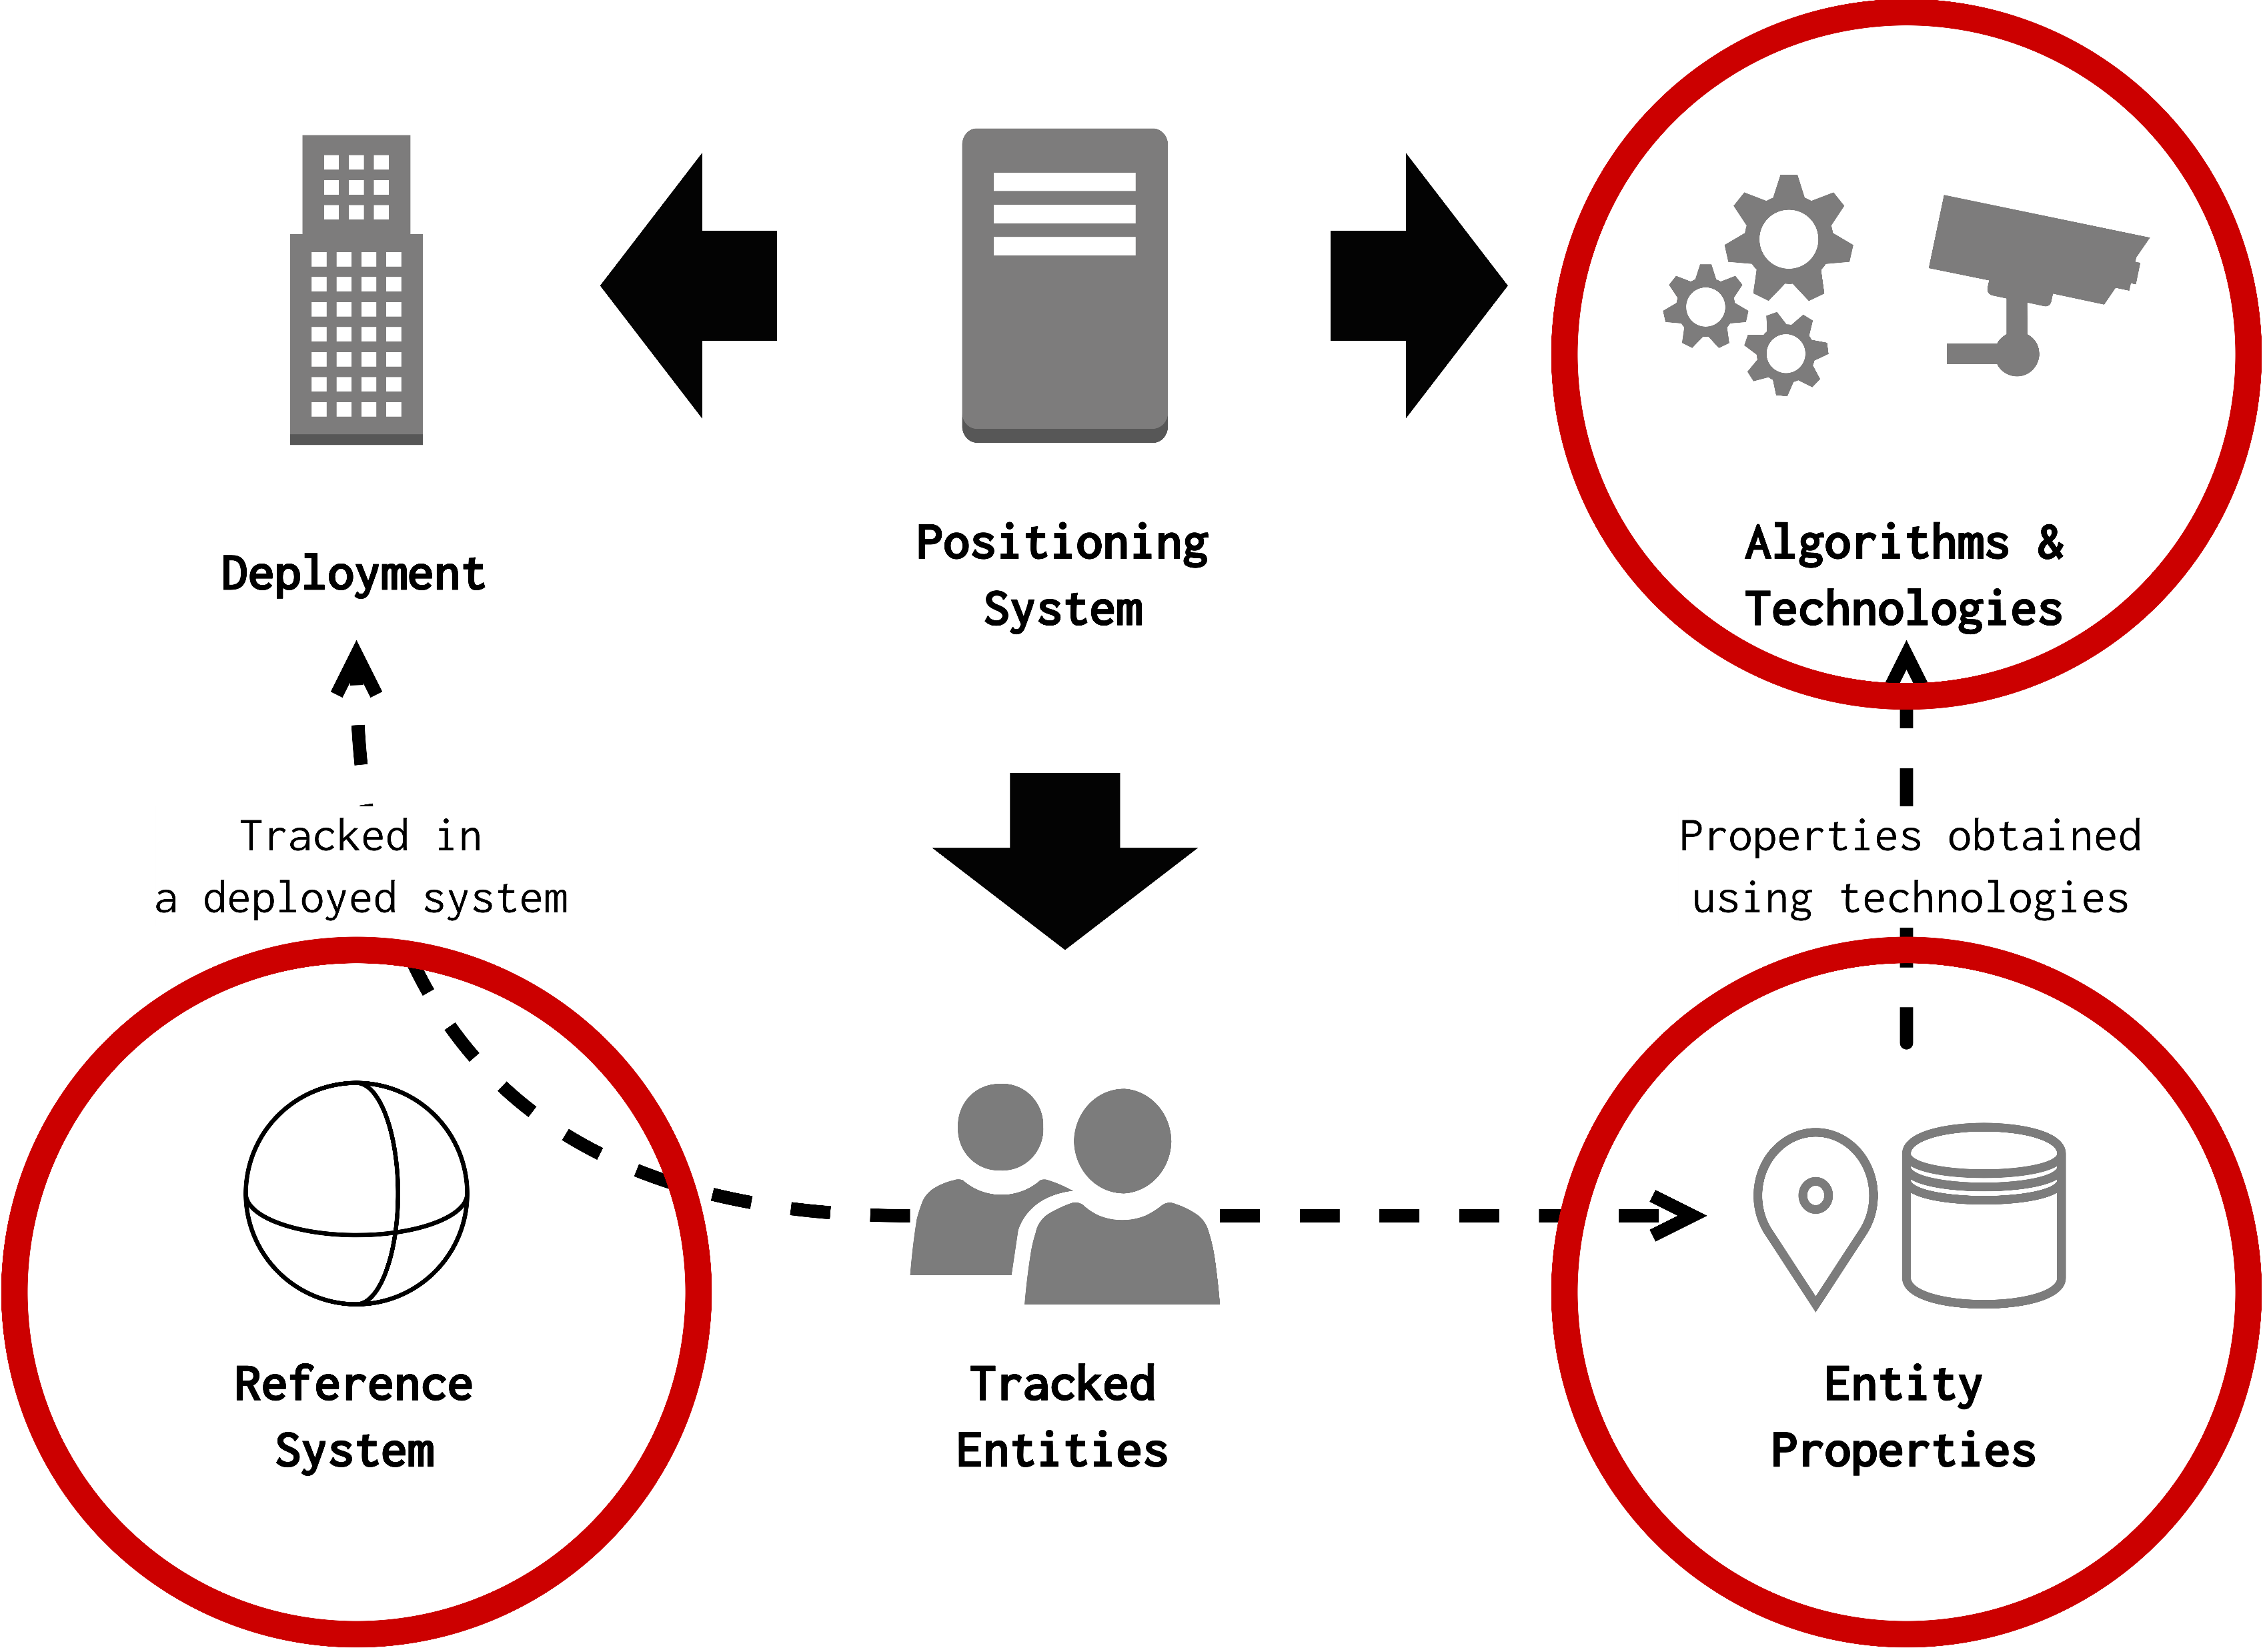 Deployment
Positioning
System
Algorithms &
Technologies
Tracked in
a deployed system
Properties obtained
using technologies
Reference
System
Tracked
Entities
Entity
Properties